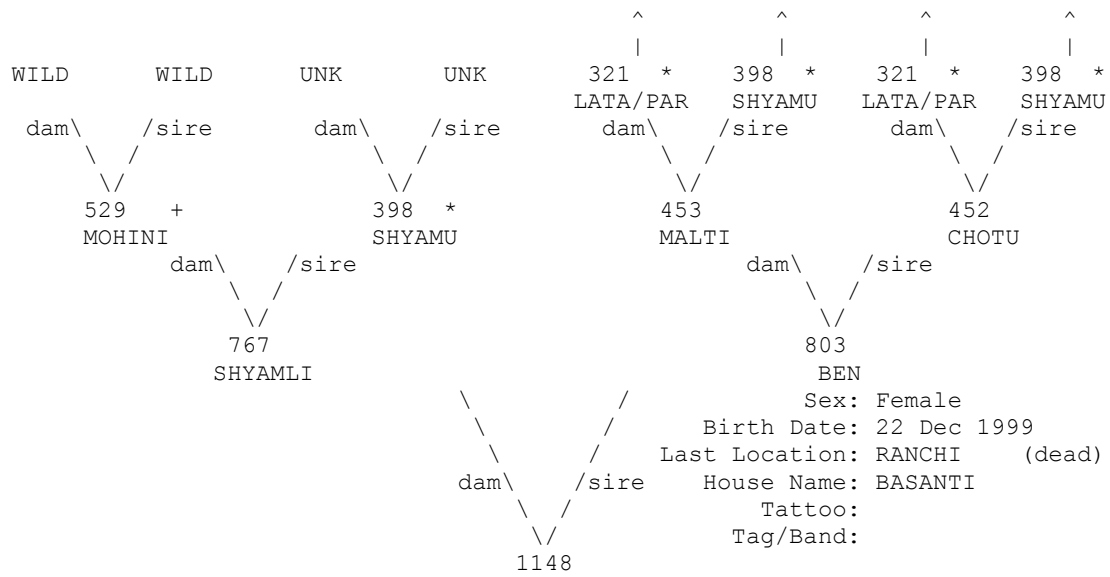 ^ ^ ^ ^
| | | |
WILD WILD UNK UNK 321 * 398 * 321 * 398 *
LATA/PAR SHYAMU LATA/PAR SHYAMU
dam\ /sire dam\ /sire dam\ /sire dam\ /sire
\ / \ / \ / \ /
\/ \/ \/ \/
529 + 398 * 453 452
MOHINI SHYAMU MALTI CHOTU
dam\ /sire dam\ /sire
\ / \ /
\/ \/
767 803
SHYAMLI BEN
\ / Sex: Female
\ / Birth Date: 22 Dec 1999
\ / Last Location: RANCHI (dead)
dam\ /sire House Name: BASANTI
\ / Tattoo:
\/ Tag/Band:
1148